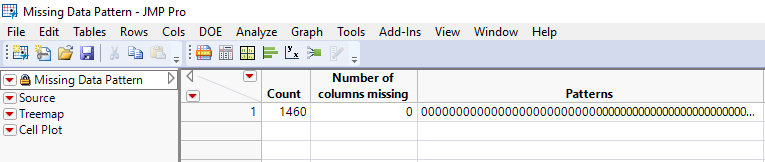 Missing Data Pattern - JMP Pro
File Edit Tables Rows Cols DOE Analyze Graph Tools Add-Ins View Window Help
Missing Data Pattern
Source
Treemap
Cell Plot
Count Number of columns missing Patterns
1 1460 0 0000000000000000000000000000000000000000000000000...